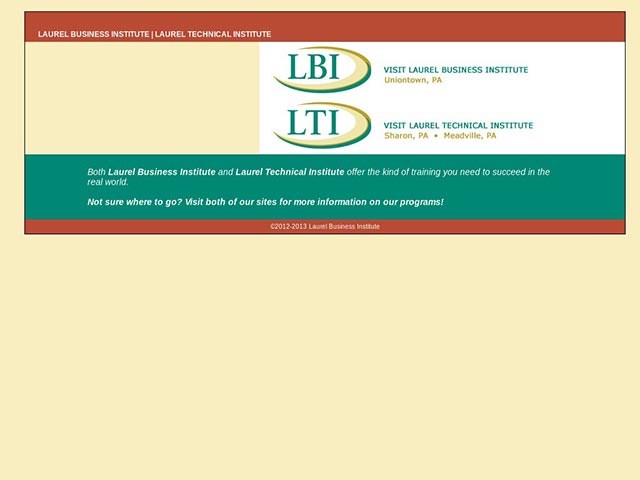 LAUREL BUSINESS INSTITUTE | LAUREL TECHNICAL INSTITUTE
LBI
VISIT LAUREL BUSINESS INSTITUTE
Uniontown, PA
LTI
VISIT LAUREL TECHNICAL INSTITUTE
Sharon, PA • Meadville, PA
Both Laurel Business Institute and Laurel Technical Institute offer the kind of training you need to succeed in the
real world.
Not sure where to go? Visit both of our sites for more information on our programs!
©2012-2013 Laurel Business Institute